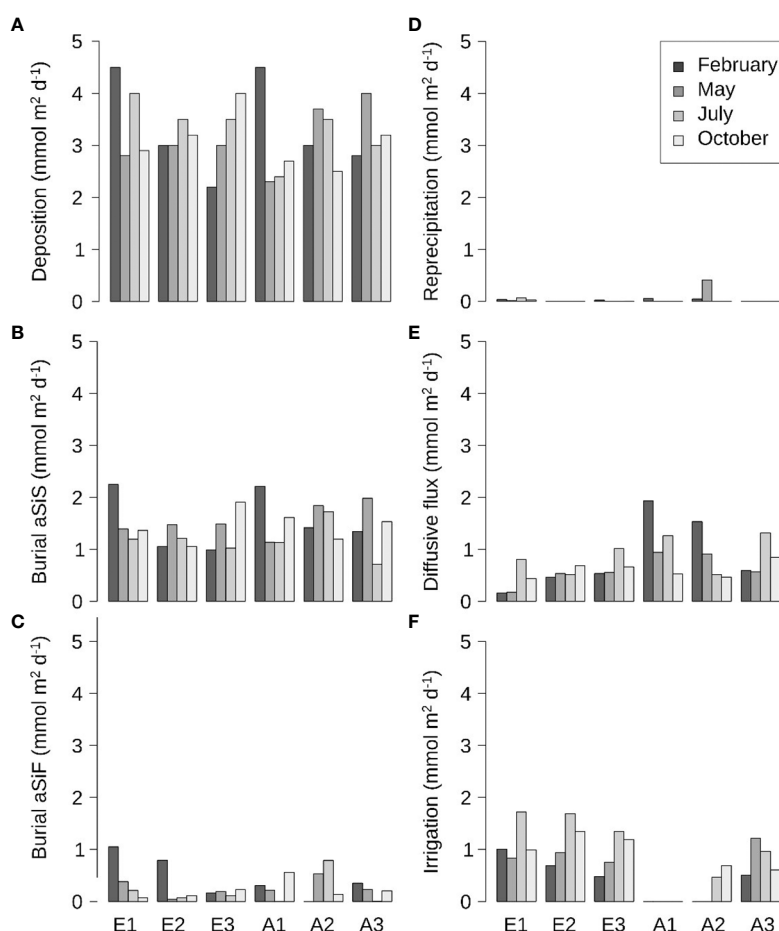 A
Deposition (mmol m² d⁻¹)
5
4
3
2
1
0
B
Burial aSiS (mmol m² d⁻¹)
5
4
3
2
1
0
C
Burial aSiF (mmol m² d⁻¹)
5
4
3
2
1
0
E1 E2 E3 A1 A2 A3
D
Reprecipitation (mmol m² d⁻¹)
5
4
3
2
1
0
February
May
July
October
E
Diffusive flux (mmol m² d⁻¹)
5
4
3
2
1
0
F
Irrigation (mmol m² d⁻¹)
5
4
3
2
1
0
E1 E2 E3 A1 A2 A3